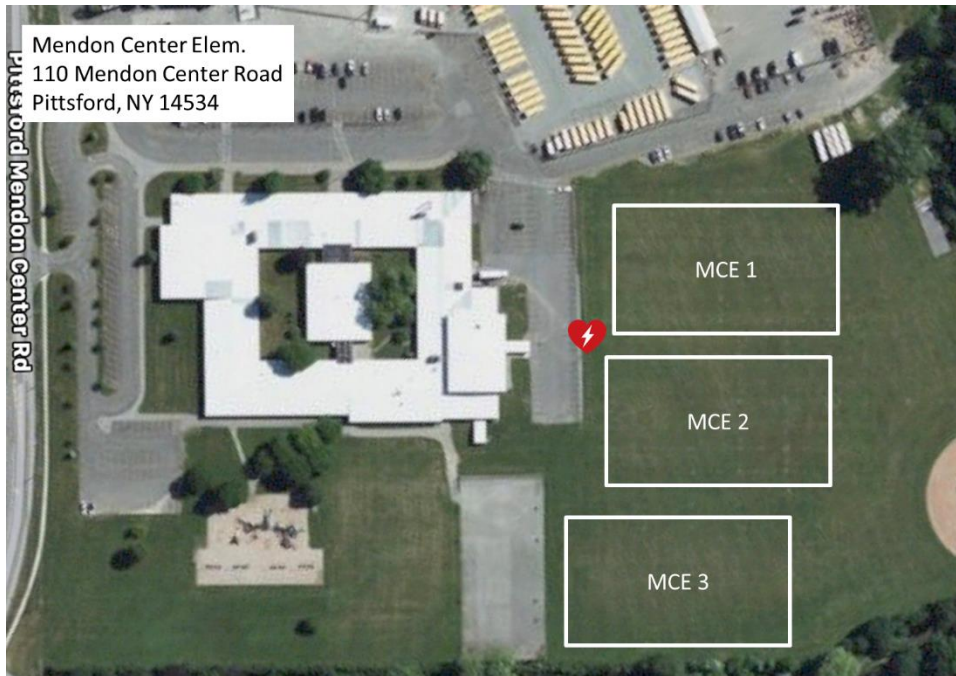 Mendon Center Elem.
110 Mendon Center Road
Pittsford, NY 14534
Pittsford Mendon Center Rd
MCE 1
MCE 2
MCE 3